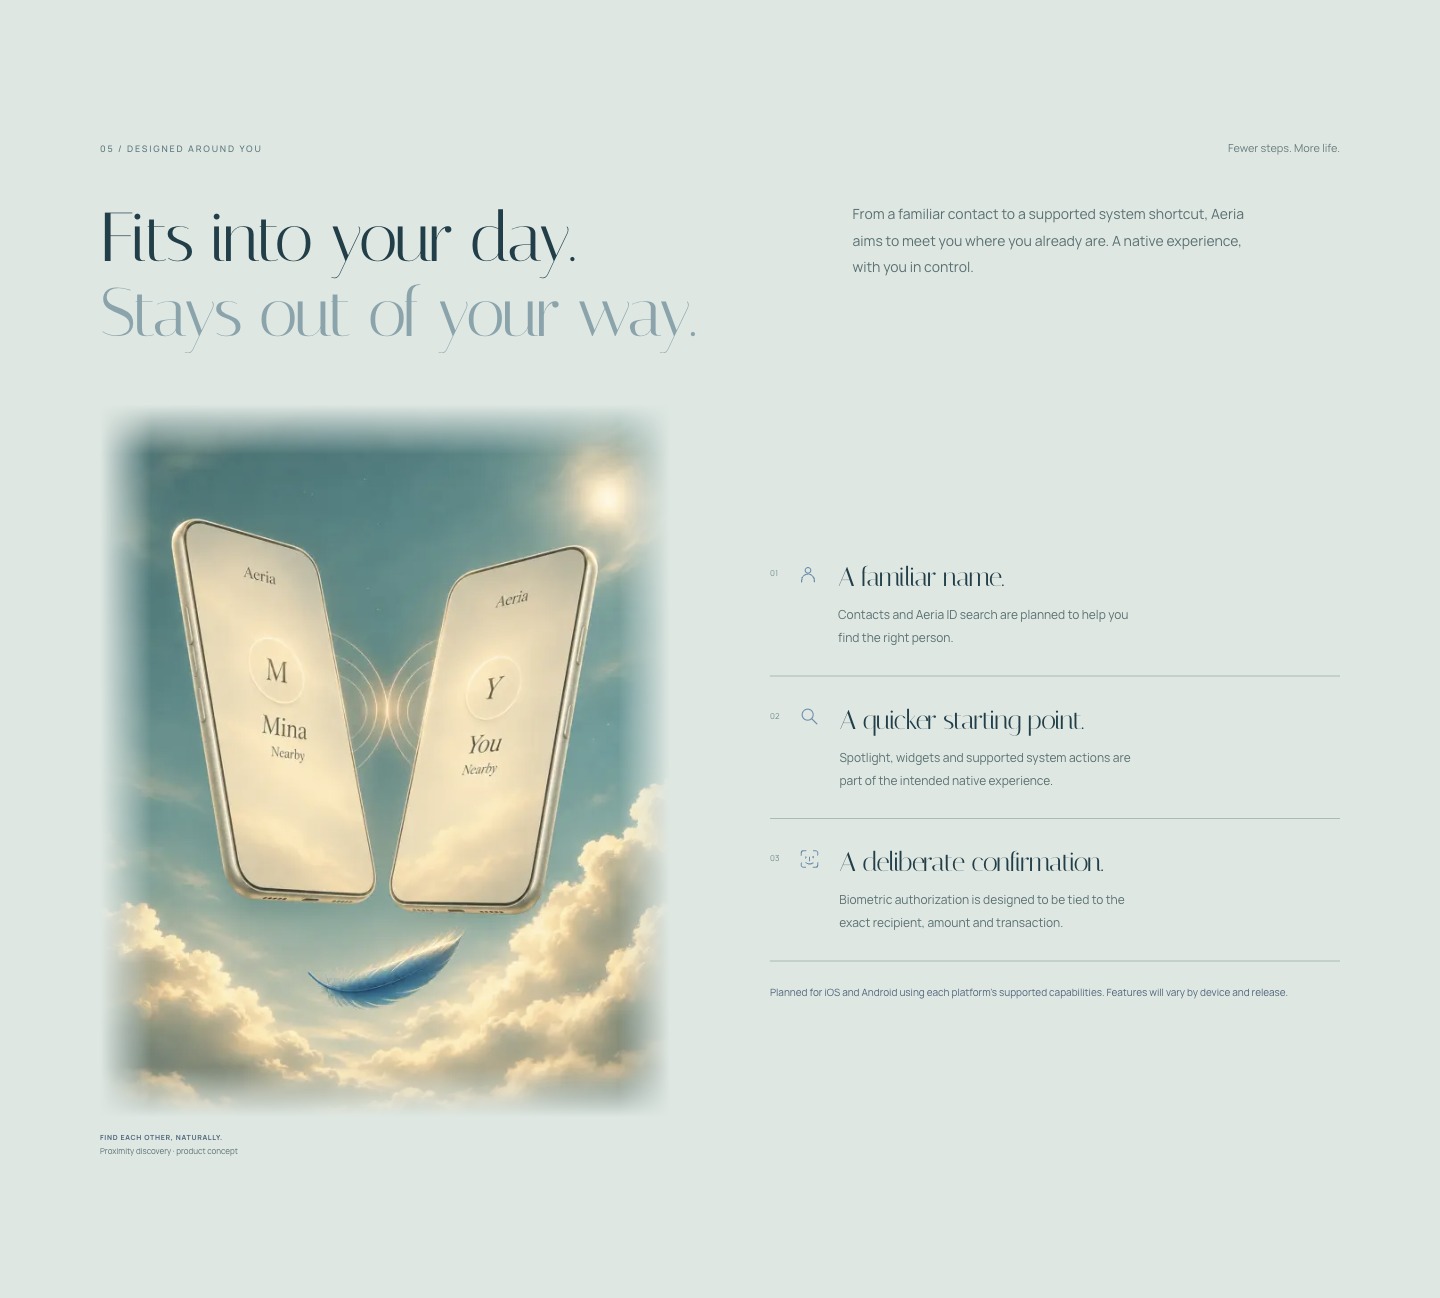 05 / DESIGNED AROUND YOU
Fewer steps. More life.
Fits into your day.
Stays out of your way.
From a familiar contact to a supported system shortcut, Aeria
aims to meet you where you already are. A native experience,
with you in control.
Aeria
M
Mina
Nearby
Aeria
Y
You
Nearby
01
A familiar name.
Contacts and Aeria ID search are planned to help you
find the right person.
02
A quicker starting point.
Spotlight, widgets and supported system actions are
part of the intended native experience.
03
A deliberate confirmation.
Biometric authorization is designed to be tied to the
exact recipient, amount and transaction.
Planned for iOS and Android using each platform's supported capabilities. Features will vary by device and release.
FIND EACH OTHER, NATURALLY.
Proximity discovery · product concept